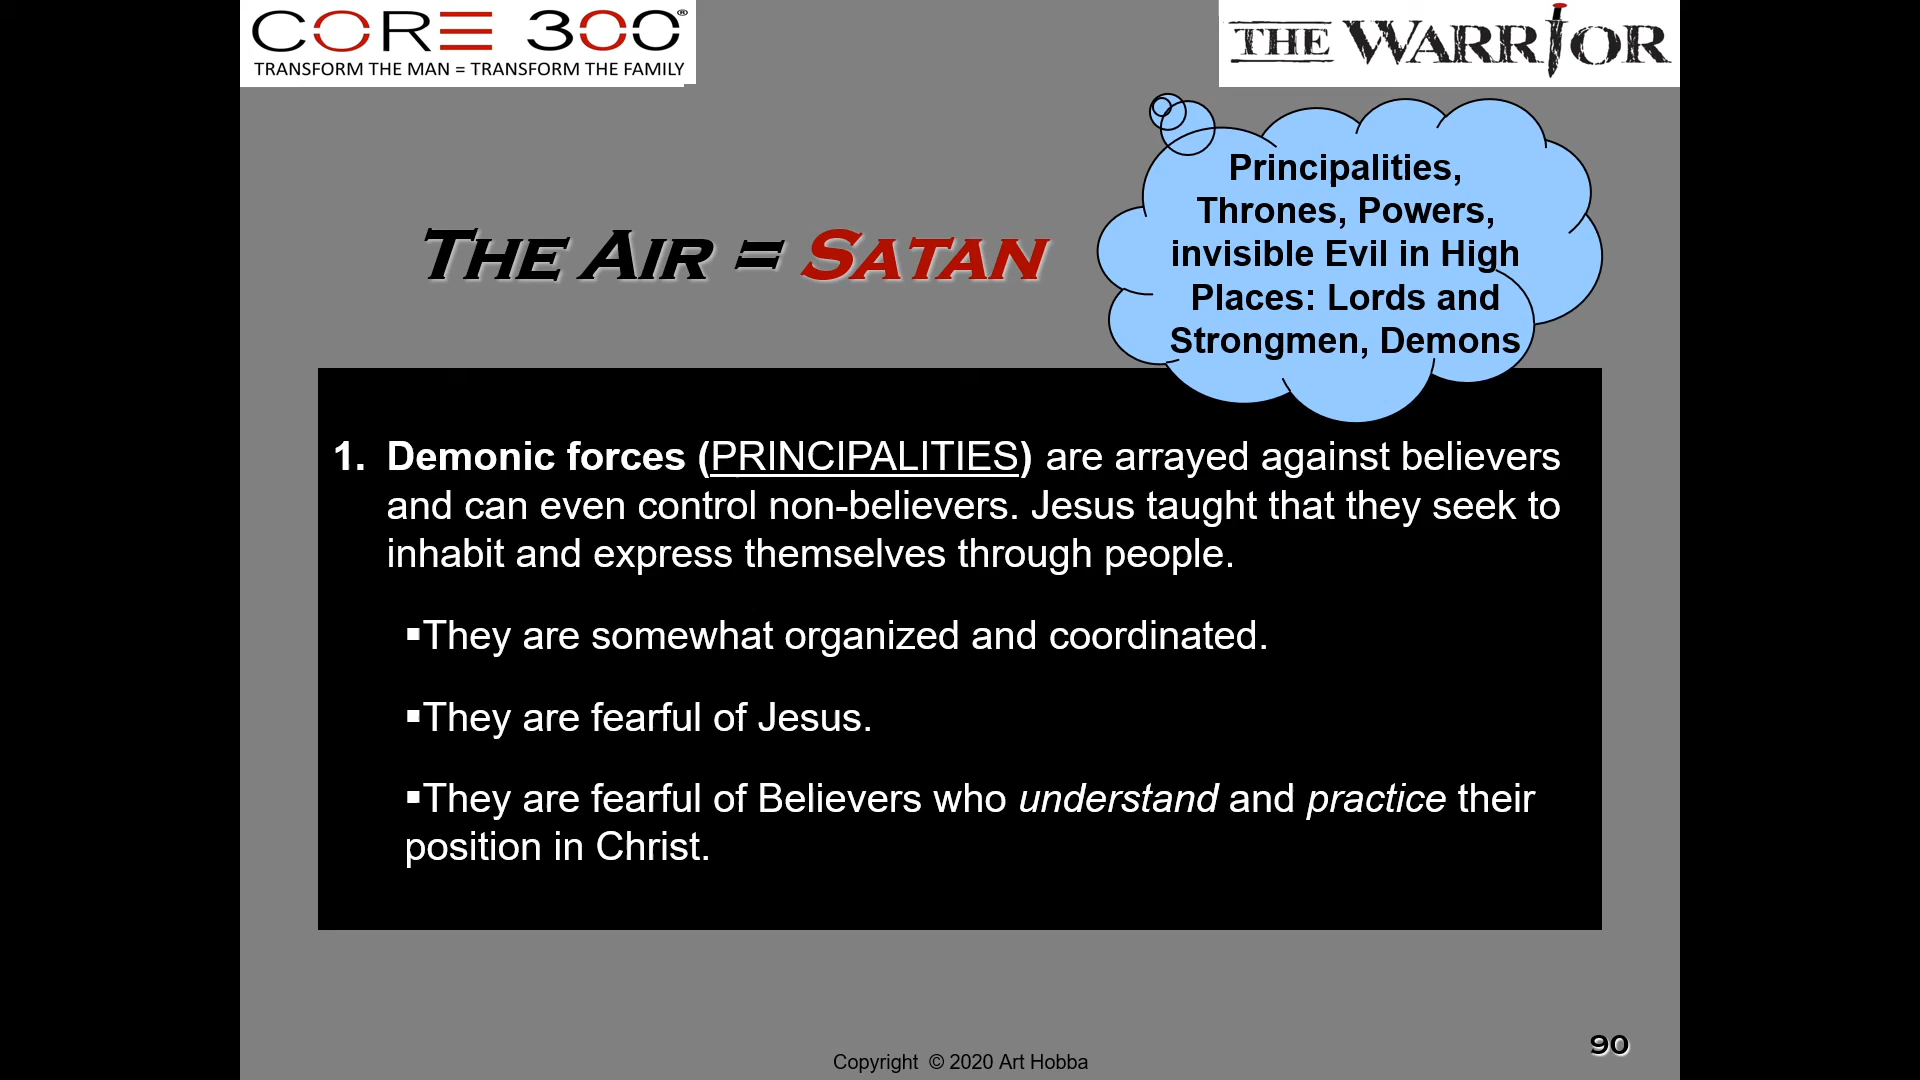 CORE 300®
TRANSFORM THE MAN = TRANSFORM THE FAMILY
THE WARRIOR
Principalities,
Thrones, Powers,
invisible Evil in High
Places: Lords and
Strongmen, Demons
THE AIR = SATAN
1. Demonic forces (PRINCIPALITIES) are arrayed against believers
and can even control non-believers. Jesus taught that they seek to
inhabit and express themselves through people.
▪They are somewhat organized and coordinated.
▪They are fearful of Jesus.
▪They are fearful of Believers who understand and practice their
position in Christ.
Copyright © 2020 Art Hobba
90